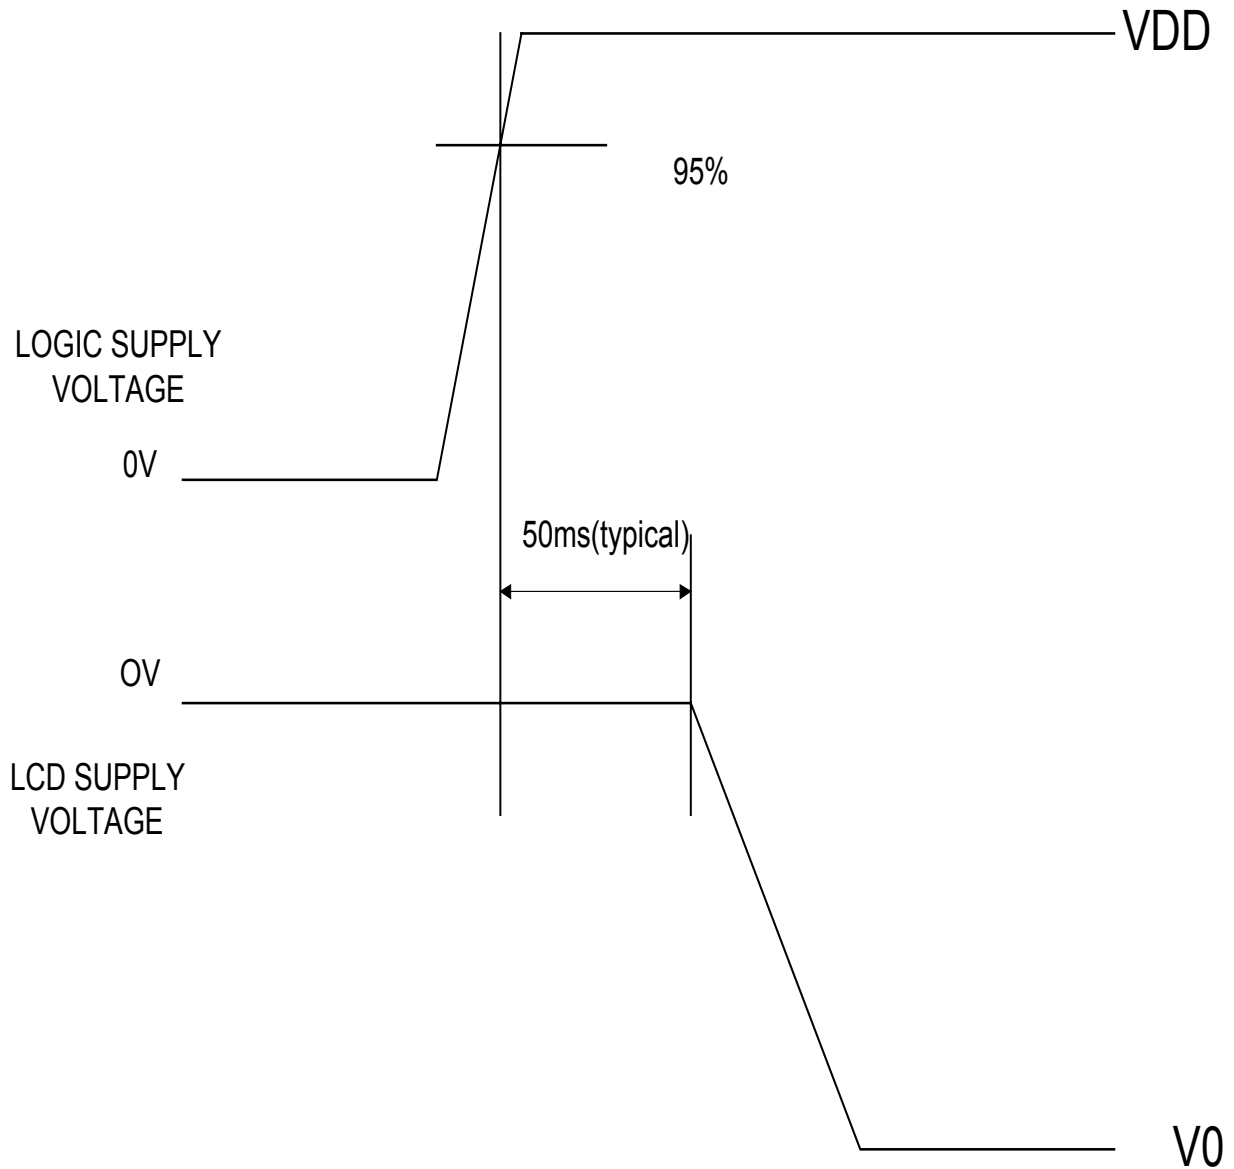 VDD
95%
LOGIC SUPPLY
VOLTAGE
0V
50ms(typical)
OV
LCD SUPPLY
VOLTAGE
V0